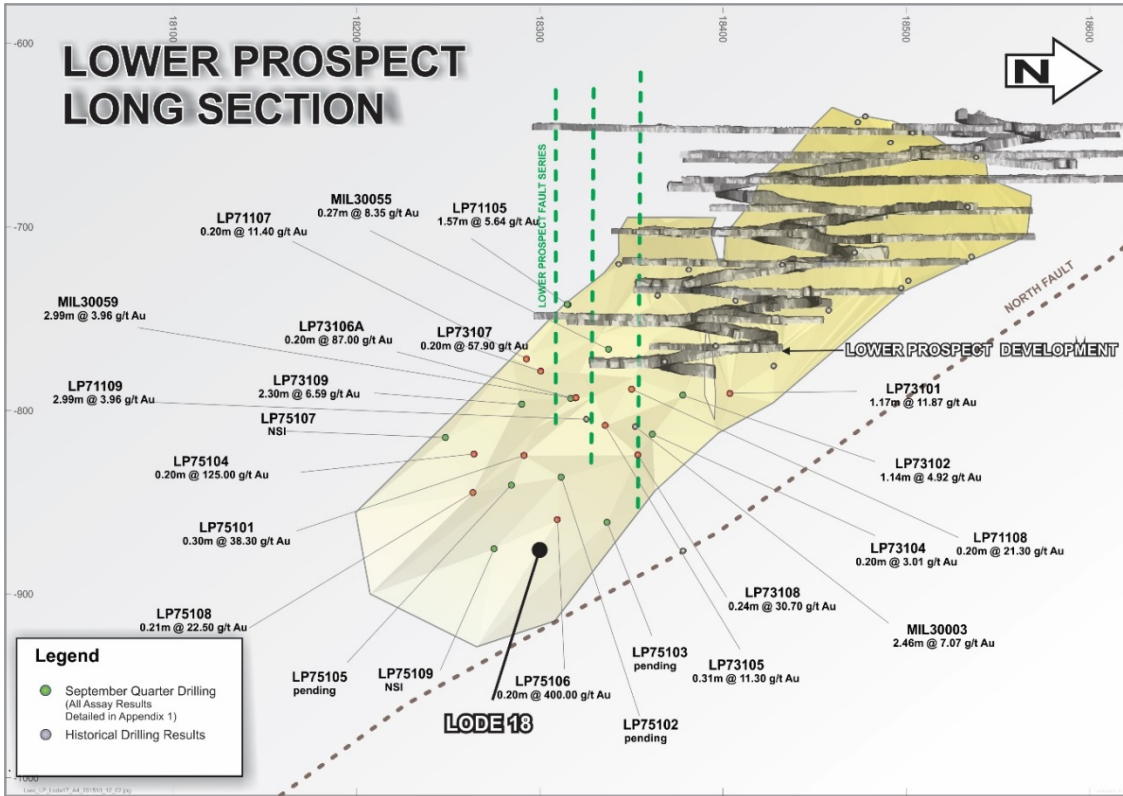 18100
18200
18300
18400
18500
18600
-600
-700
-800
-900
-1000
LOWER PROSPECT
LONG SECTION
N
LOWER PROSPECT FAULT SERIES
MIL30055
0.27m @ 8.35 g/t Au
LP71105
1.57m @ 5.64 g/t Au
LP71107
0.20m @ 11.40 g/t Au
NORTH FAULT
MIL30059
2.99m @ 3.96 g/t Au
LP73106A
0.20m @ 87.00 g/t Au
LP73107
0.20m @ 57.90 g/t Au
LOWER PROSPECT DEVELOPMENT
LP71109
2.99m @ 3.96 g/t Au
LP73109
2.30m @ 6.59 g/t Au
LP73101
1.17m @ 11.87 g/t Au
LP75107
NSI
LP75104
0.20m @ 125.00 g/t Au
LP73102
1.14m @ 4.92 g/t Au
LP75101
0.30m @ 38.30 g/t Au
LP71108
0.20m @ 21.30 g/t Au
LP73104
0.20m @ 3.01 g/t Au
LP73108
0.24m @ 30.70 g/t Au
LP75108
0.21m @ 22.50 g/t Au
MIL30003
2.46m @ 7.07 g/t Au
LP75105
pending
LP75109
NSI
LP75106
0.20m @ 400.00 g/t Au
LP75103
pending
LP73105
0.31m @ 11.30 g/t Au
LP75102
pending
LODE 18
Legend
September Quarter Drilling
(All Assay Results
Detailed in Appendix 1)
Historical Drilling Results